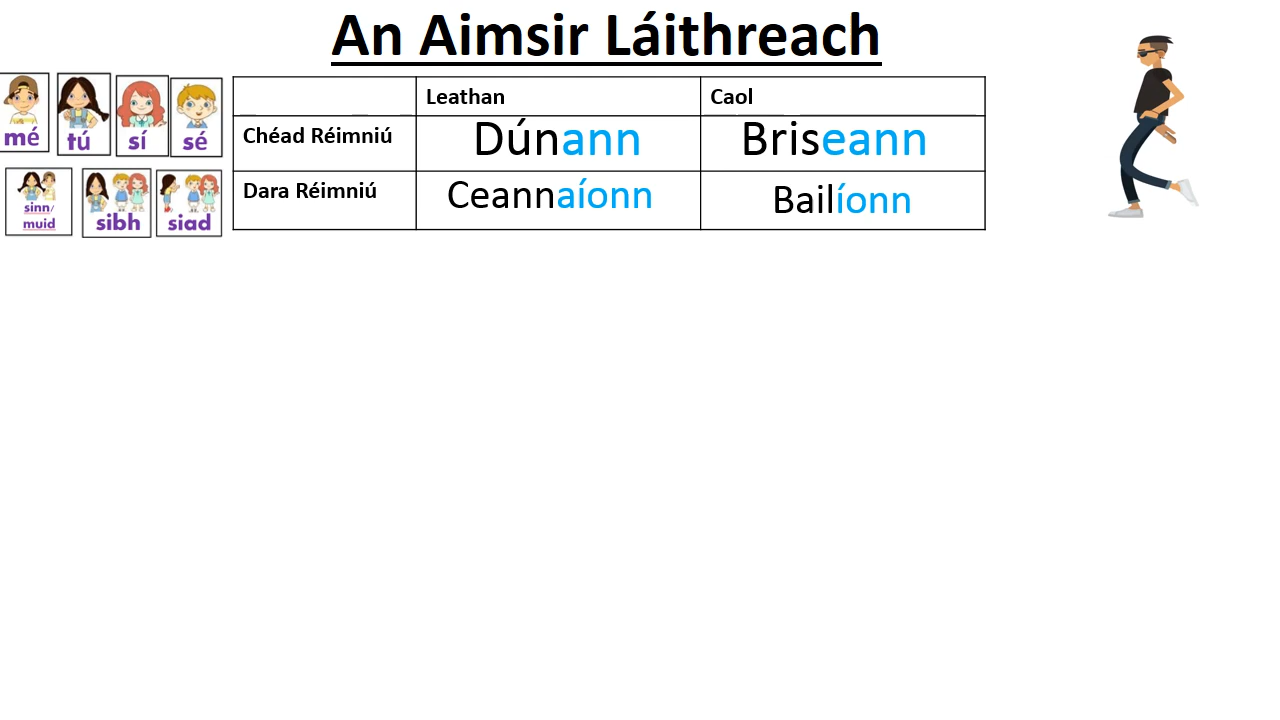 An Aimsir Láithreach
mé tú sí sé
sinn/
muid
sibh siad
Leathan Caol
Chéad Réimniú Dúnann Briseann
Dara Réimniú Ceannaíonn Bailíonn